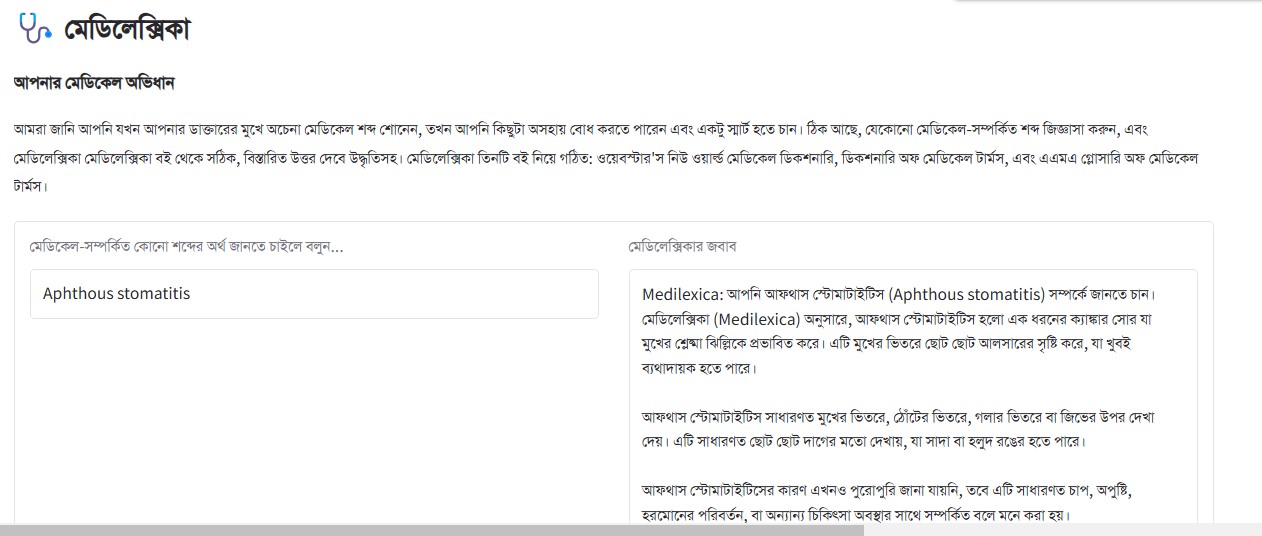 মেডিলেক্সিকা
আপনার মেডিকেল অভিধান
আমরা জানি আপনি যখন আপনার ডাক্তারের মুখে অচেনা মেডিকেল শব্দ শোনেন, তখন আপনি কিছুটা অসহায় বোধ করতে পারেন এবং একটু স্মার্ট হতে চান। ঠিক আছে, যেকোনো মেডিকেল-সম্পর্কিত শব্দ জিজ্ঞাসা করুন, এবং
মেডিলেক্সিকা মেডিলেক্সিকা বই থেকে সঠিক, বিস্তারিত উত্তর দেবে উদ্ধৃতিসহ। মেডিলেক্সিকা তিনটি বই নিয়ে গঠিত: ওয়েবস্টার'স নিউ ওয়ার্ল্ড মেডিকেল ডিকশনারি, ডিকশনারি অফ মেডিকেল টার্মস, এবং এএমএ গ্লোসারি অফ মেডিকেল
টার্মস।
মেডিকেল-সম্পর্কিত কোনো শব্দের অর্থ জানতে চাইলে বলুন...
Aphthous stomatitis
মেডিলেক্সিকার জবাব
Medilexica: আপনি আফথাস স্টোমাটাইটিস (Aphthous stomatitis) সম্পর্কে জানতে চান।
মেডিলেক্সিকা (Medilexica) অনুসারে, আফথাস স্টোমাটাইটিস হলো এক ধরনের ক্যাঙ্কার সোর যা
মুখের শ্লেষ্মা ঝিল্লিকে প্রভাবিত করে। এটি মুখের ভিতরে ছোট ছোট আলসারের সৃষ্টি করে, যা খুবই
ব্যথাদায়ক হতে পারে।
আফথাস স্টোমাটাইটিস সাধারণত মুখের ভিতরে, ঠোঁটের ভিতরে, গলার ভিতরে বা জিভের উপর দেখা
দেয়। এটি সাধারণত ছোট ছোট দাগের মতো দেখায়, যা সাদা বা হলুদ রঙের হতে পারে।
আফথাস স্টোমাটাইটিসের কারণ এখনও পুরোপুরি জানা যায়নি, তবে এটি সাধারণত চাপ, অপুষ্টি,
হরমোনের পরিবর্তন, বা অন্যান্য চিকিৎসা অবস্থার সাথে সম্পর্কিত বলে মনে করা হয়।